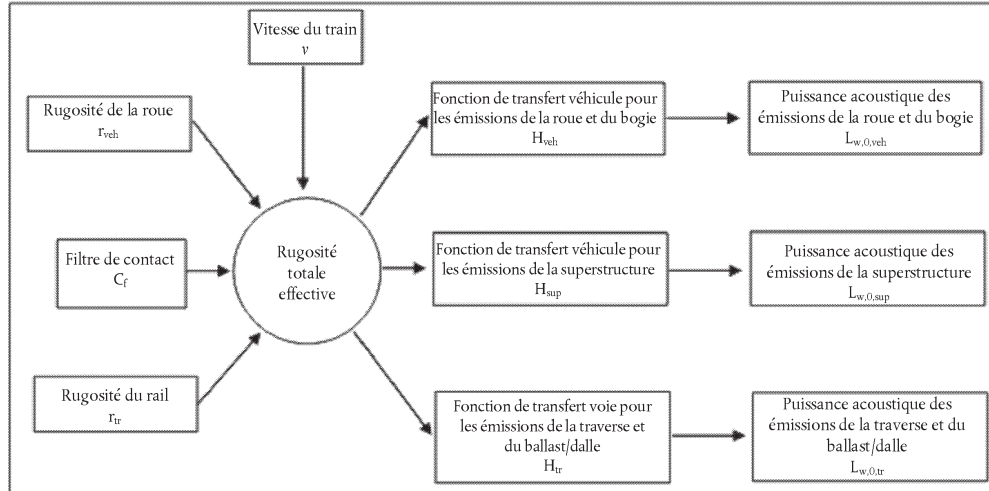 Vitesse du train
v
Rugosité de la roue
r_veh
Filtre de contact
C_f
Rugosité du rail
r_tr
Rugosité
totale
effective
Fonction de transfert véhicule pour
les émissions de la roue et du bogie
H_veh
Puissance acoustique des
émissions de la roue et du bogie
L_w,0,veh
Fonction de transfert véhicule pour
les émissions de la superstructure
H_sup
Puissance acoustique des
émissions de la superstructure
L_w,0,sup
Fonction de transfert voie pour
les émissions de la traverse et
du ballast/dalle
H_tr
Puissance acoustique des
émissions de la traverse et du
ballast/dalle
L_w,0,tr